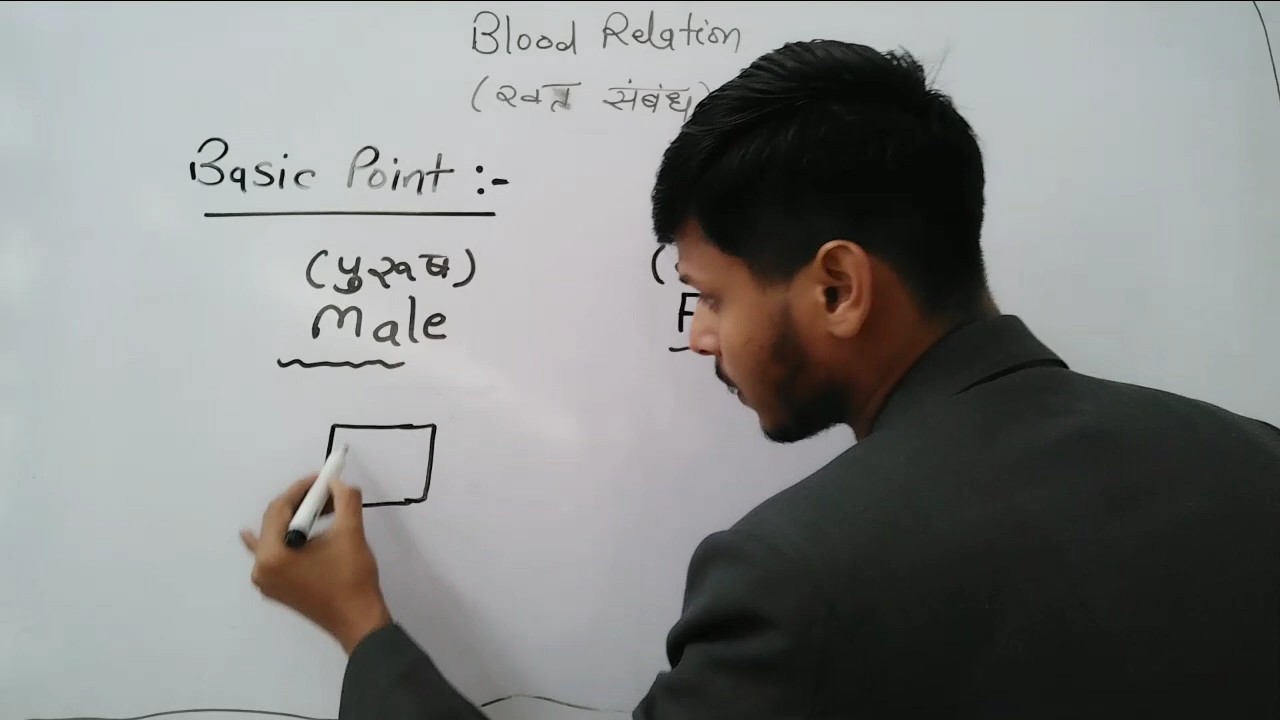 Blood Relation
(रक्त संबंध)
Basic Point :-
(पुरुष)
Male